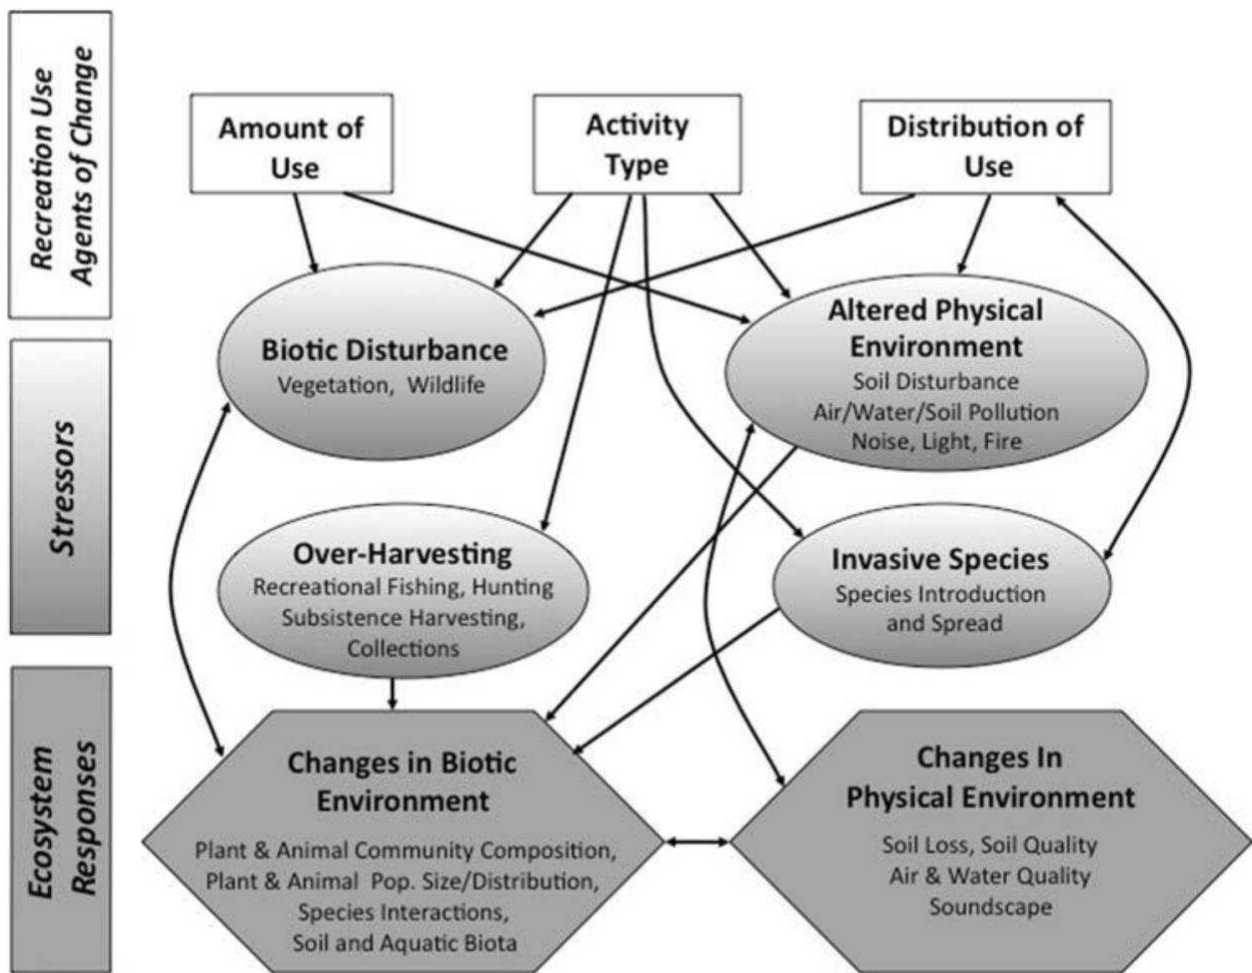 Recreation Use
Agents of Change
Amount of
Use
Activity
Type
Distribution of
Use
Stressors
Biotic Disturbance
Vegetation, Wildlife
Altered Physical
Environment
Soil Disturbance
Air/Water/Soil Pollution
Noise, Light, Fire
Over-Harvesting
Recreational Fishing, Hunting
Subsistence Harvesting,
Collections
Invasive Species
Species Introduction
and Spread
Ecosystem
Responses
Changes in Biotic
Environment
Plant & Animal Community Composition,
Plant & Animal Pop. Size/Distribution,
Species Interactions,
Soil and Aquatic Biota
Changes In
Physical Environment
Soil Loss, Soil Quality
Air & Water Quality
Soundscape